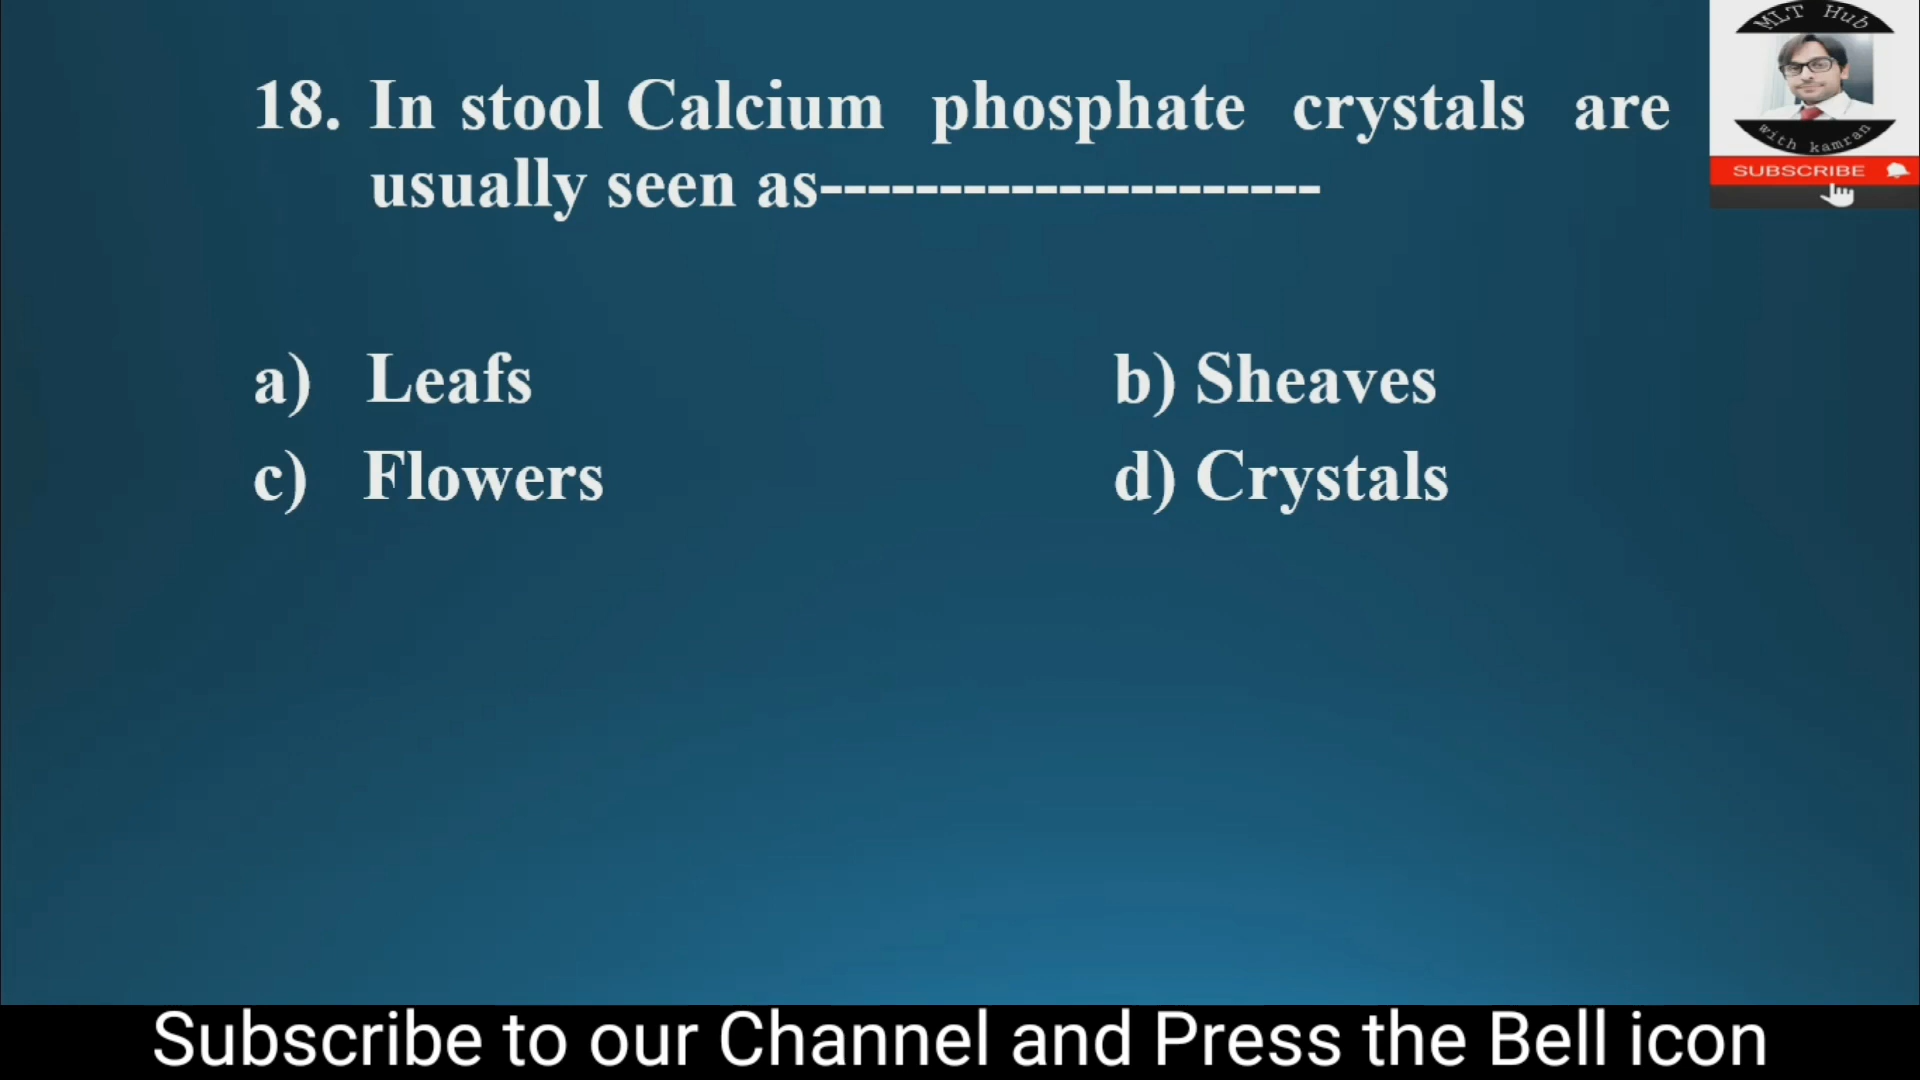 18. In stool Calcium phosphate crystals are
usually seen as---------------------
a) Leafs
b) Sheaves
c) Flowers
d) Crystals
MLT Hub
with kamran
SUBSCRIBE
Subscribe to our Channel and Press the Bell icon